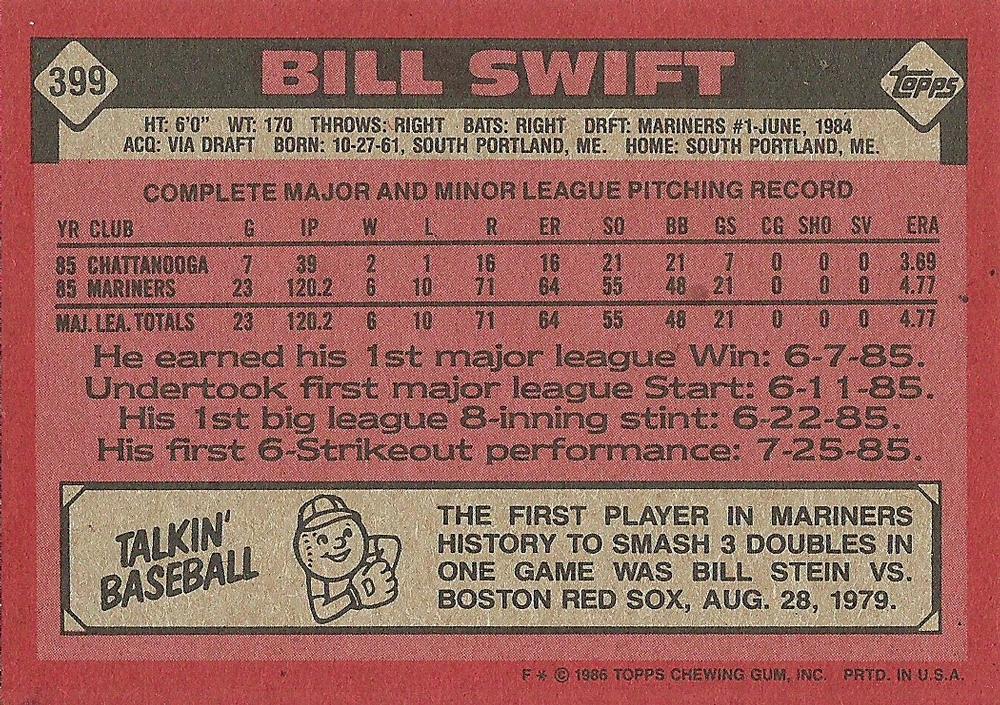 399
BILL SWIFT
topps
HT: 6'0" WT: 170 THROWS: RIGHT BATS: RIGHT DRFT: MARINERS #1-JUNE, 1984
ACQ: VIA DRAFT BORN: 10-27-61, SOUTH PORTLAND, ME. HOME: SOUTH PORTLAND, ME.
COMPLETE MAJOR AND MINOR LEAGUE PITCHING RECORD
YR CLUB G IP W L R ER SO BB GS CG SHO SV ERA
85 CHATTANOOGA 7 39 2 1 16 16 21 21 7 0 0 0 3.69
85 MARINERS 23 120.2 6 10 71 64 55 48 21 0 0 0 4.77
MAJ. LEA. TOTALS 23 120.2 6 10 71 64 55 48 21 0 0 0 4.77
He earned his 1st major league Win: 6-7-85.
Undertook first major league Start: 6-11-85.
His 1st big league 8-inning stint: 6-22-85.
His first 6-Strikeout performance: 7-25-85.
TALKIN'
BASEBALL
THE FIRST PLAYER IN MARINERS
HISTORY TO SMASH 3 DOUBLES IN
ONE GAME WAS BILL STEIN VS.
BOSTON RED SOX, AUG. 28, 1979.
F * © 1986 TOPPS CHEWING GUM, INC. PRTD. IN U.S.A.